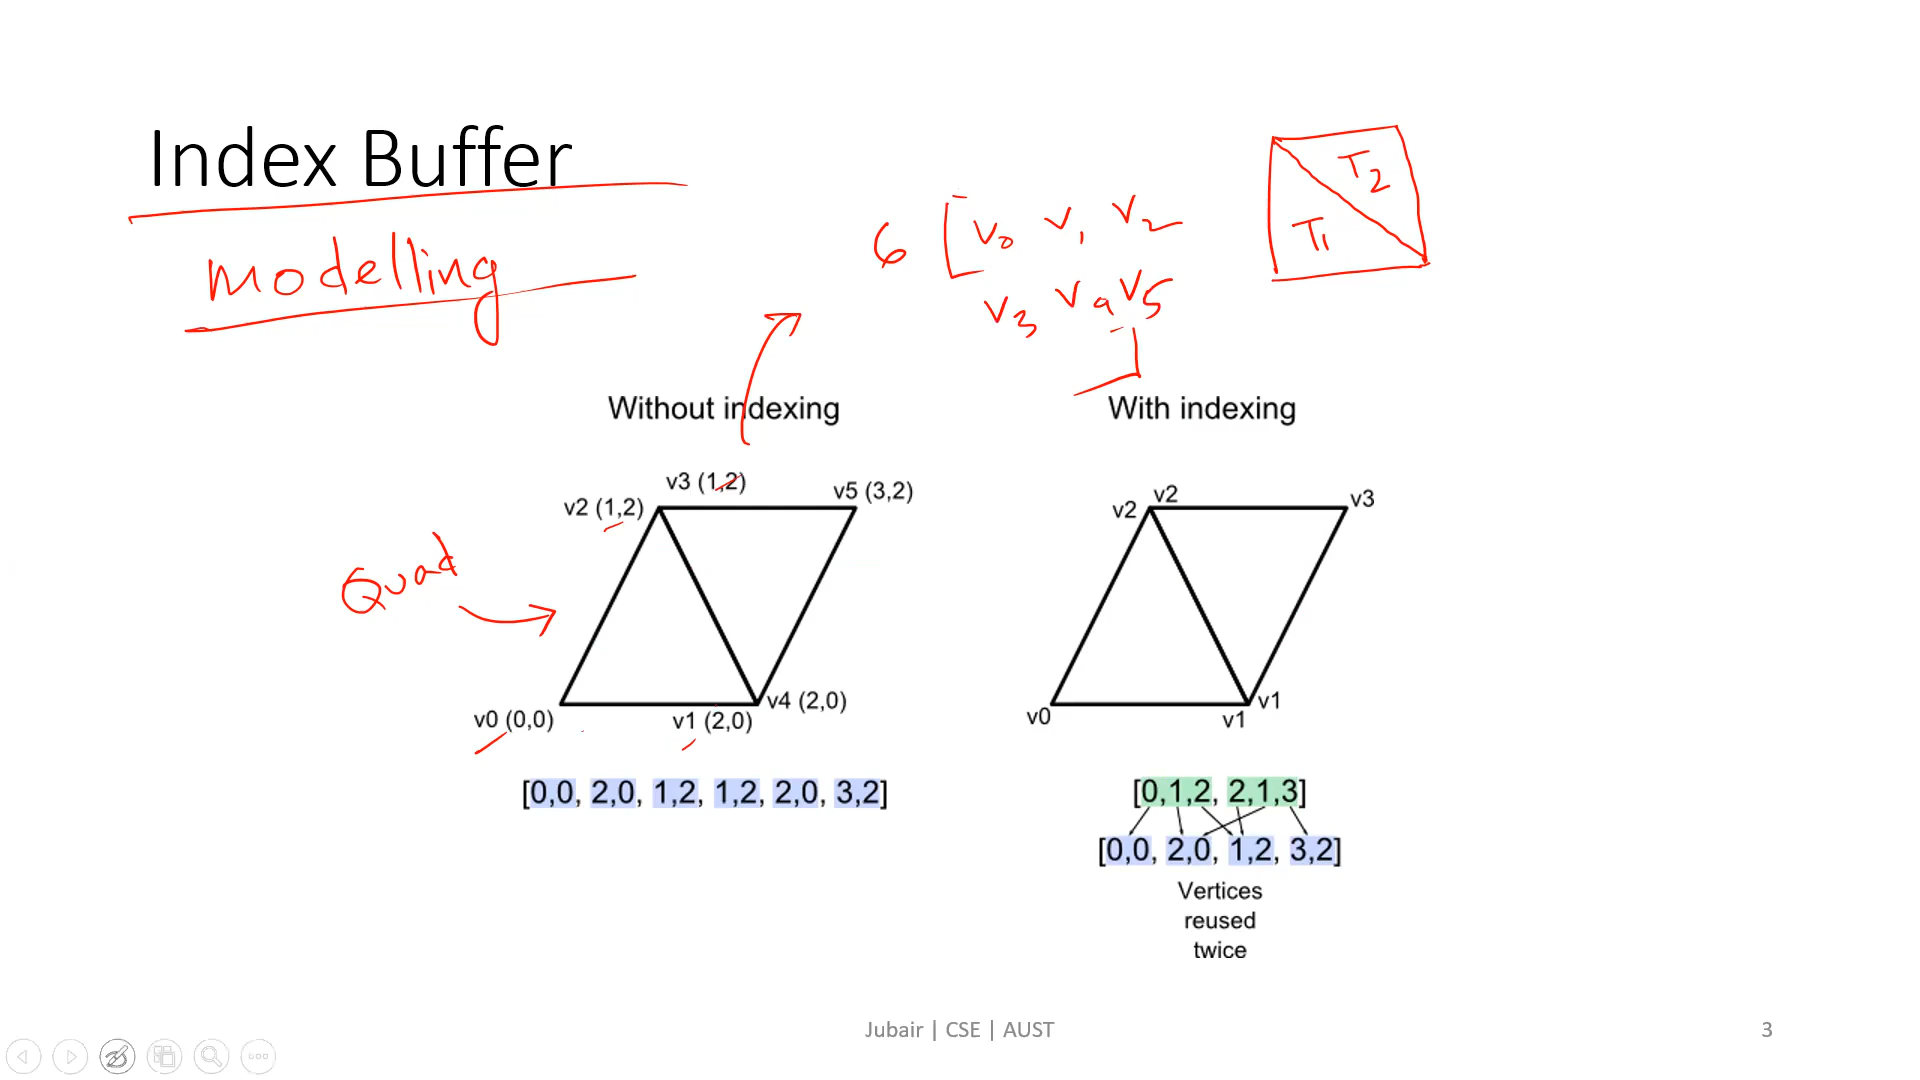 Index Buffer
modelling
6 [V0 V1 V2
V3 V4 V5]
T1
T2
Without indexing
With indexing
v3 (1,2)
v2 (1,2)
v5 (3,2)
Quad
v0 (0,0)
v1 (2,0)
v4 (2,0)
[0,0, 2,0, 1,2, 1,2, 2,0, 3,2]
v2
v2
v3
v0
v1
v1
[0,1,2, 2,1,3]
[0,0, 2,0, 1,2, 3,2]
Vertices
reused
twice
Jubair | CSE | AUST
3